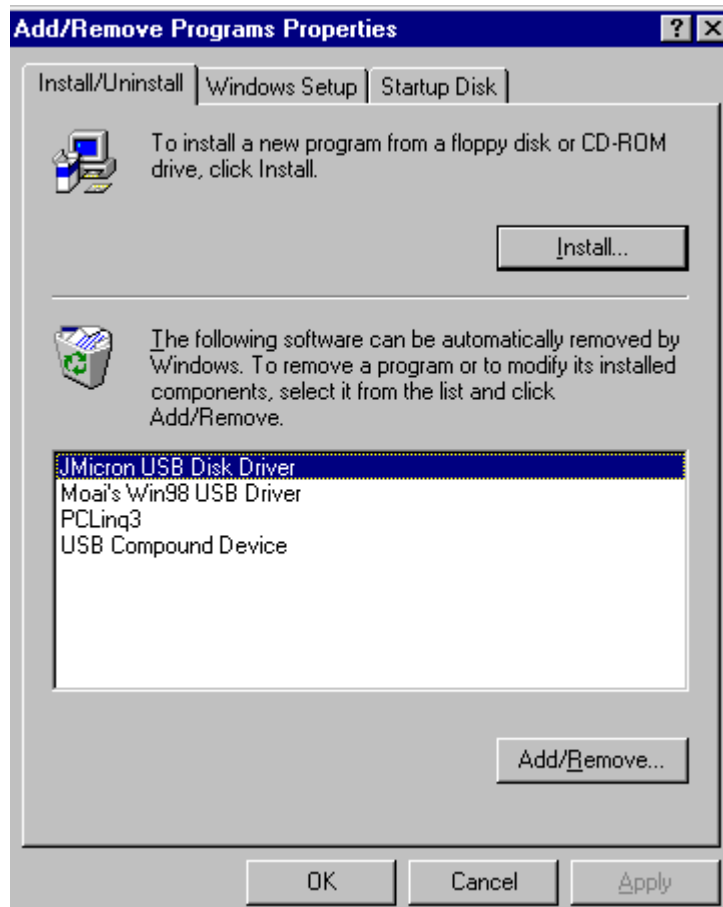 Add/Remove Programs Properties
Install/Uninstall Windows Setup Startup Disk
To install a new program from a floppy disk or CD-ROM
drive, click Install.
Install...
The following software can be automatically removed by
Windows. To remove a program or to modify its installed
components, select it from the list and click
Add/Remove.
JMicron USB Disk Driver
Moai's Win98 USB Driver
PCLinq3
USB Compound Device
Add/Remove...
OK Cancel Apply